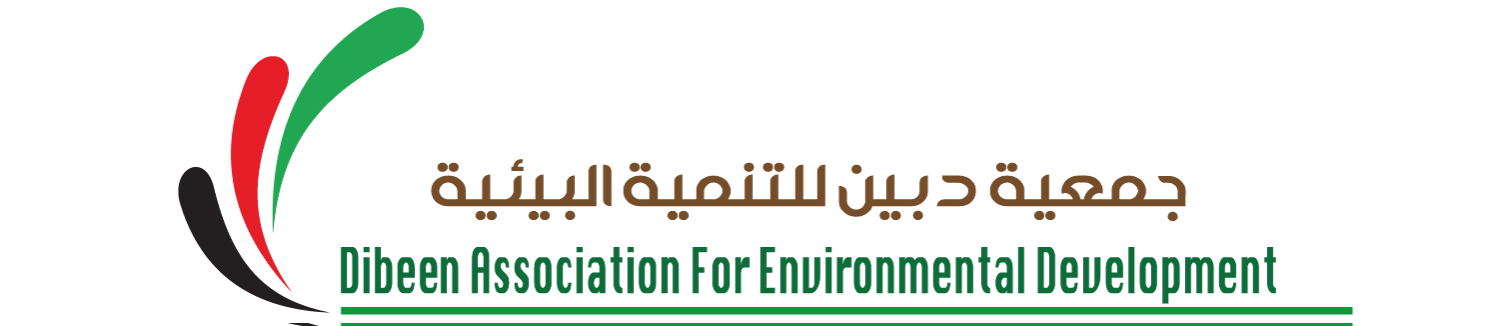 جمعية دبين للتنمية البيئية
Dibeen Association For Environmental Development